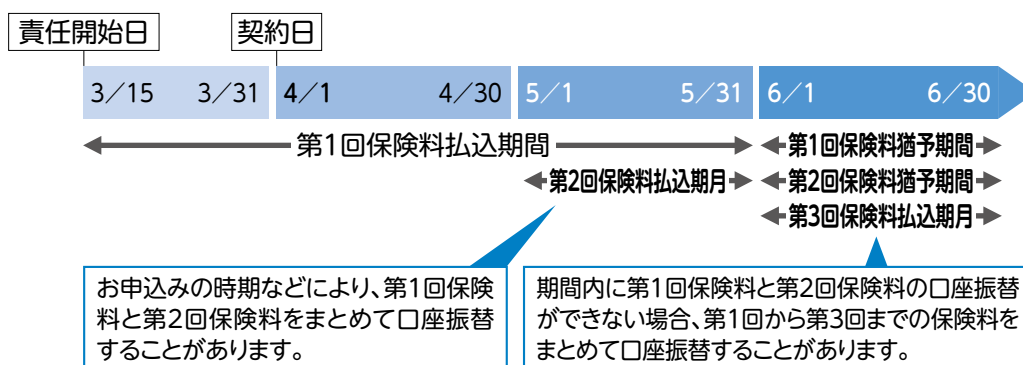 責任開始日 契約日
3／15 3／31 4／1 4／30 5／1 5／31 6／1 6／30
第1回保険料払込期間 第1回保険料猶予期間
第2回保険料払込期月 第2回保険料猶予期間
第3回保険料払込期月
お申込みの時期などにより、第1回保険
料と第2回保険料をまとめて口座振替
することがあります。
期間内に第1回保険料と第2回保険料の口座振替
ができない場合、第1回から第3回までの保険料を
まとめて口座振替することがあります。